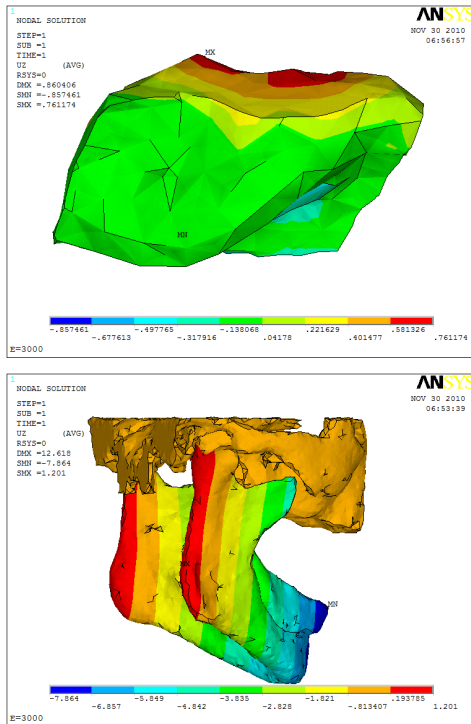 1
NODAL SOLUTION
ANSYS
NOV 30 2010
06:56:57
STEP=1
SUB =1
TIME=1
UZ (AVG)
RSYS=0
DMX =.860406
SMN =-.857461
SMX =.761174
MX
MN
-.857461 -.497765 -.138068 .221629 .581326
-.677613 -.317916 .04178 .401477 .761174
E=3000
1
NODAL SOLUTION
ANSYS
NOV 30 2010
06:53:39
STEP=1
SUB =1
TIME=1
UZ (AVG)
RSYS=0
DMX =12.618
SMN =-7.864
SMX =1.201
MX
MN
-7.864 -5.849 -3.835 -1.821 .193785
-6.857 -4.842 -2.828 -.813407 1.201
E=3000